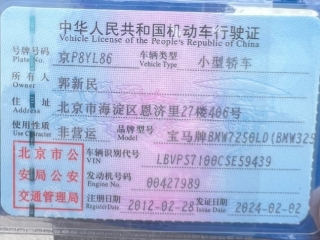 中华人民共和国机动车行驶证
Vehicle License of the People's Republic of China
号牌号码 京P8YL86 车辆类型 小型轿车
Plate No. Vehicle Type
所有人 郭新民
Owner
住址 北京市海淀区恩济里27楼406号
Address
使用性质 非营运 品牌型号 宝马牌BMW7250LD(BMW325
Use Character Model
北京市公安局公安交通管理局
车辆识别代号 LBVPS7100CSE59439
VIN
发动机号码 00427989
Engine No.
注册日期 2012-02-28 发证日期 2024-02-02
Register Date Issue Date